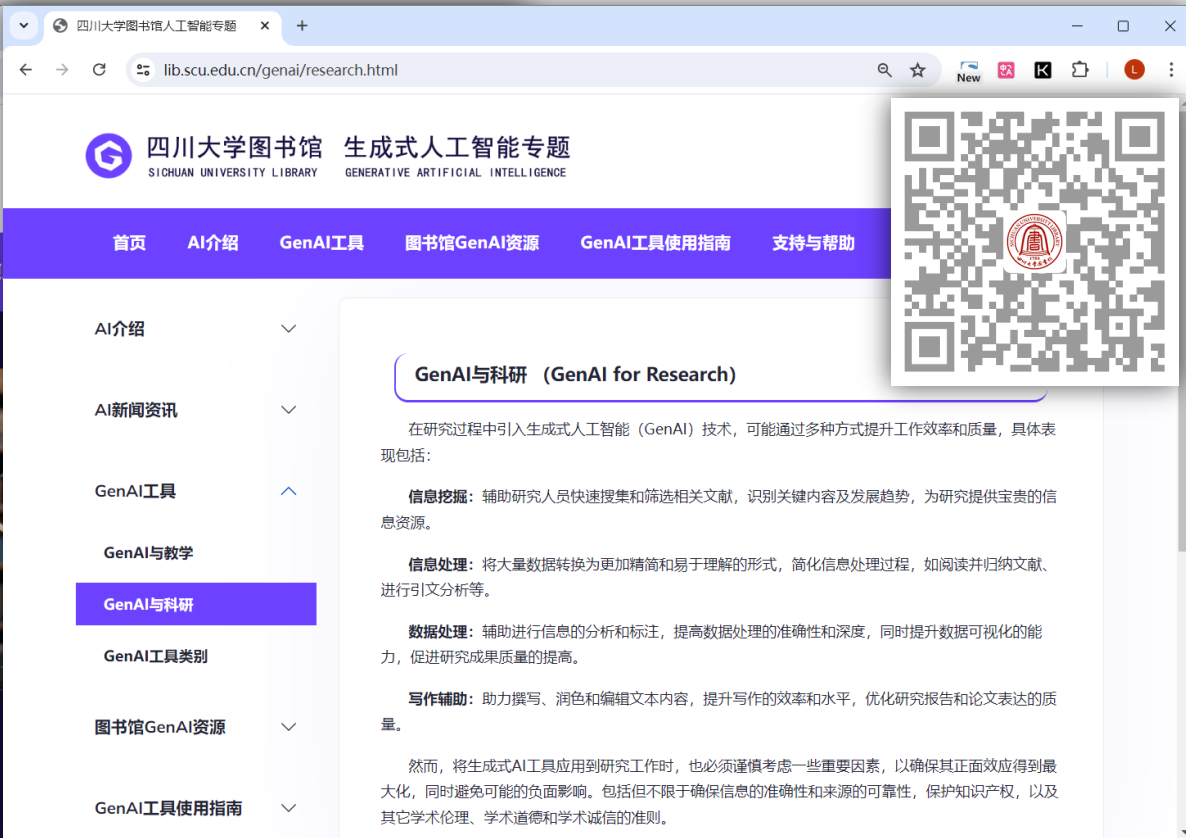 四川大学图书馆人工智能专题
lib.scu.edu.cn/genai/research.html
New
L
四川大学图书馆 生成式人工智能专题
SICHUAN UNIVERSITY LIBRARY GENERATIVE ARTIFICIAL INTELLIGENCE
首页 AI介绍 GenAI工具 图书馆GenAI资源 GenAI工具使用指南 支持与帮助
AI介绍
AI新闻资讯
GenAI工具
GenAI与教学
GenAI与科研
GenAI工具类别
图书馆GenAI资源
GenAI工具使用指南
GenAI与科研 （GenAI for Research）
在研究过程中引入生成式人工智能（GenAI）技术，可能通过多种方式提升工作效率和质量，具体表
现包括：
信息挖掘：辅助研究人员快速搜集和筛选相关文献，识别关键内容及发展趋势，为研究提供宝贵的信
息资源。
信息处理：将大量数据转换为更加精简和易于理解的形式，简化信息处理过程，如阅读并归纳文献、
进行引文分析等。
数据处理：辅助进行信息的分析和标注，提高数据处理的准确性和深度，同时提升数据可视化的能
力，促进研究成果质量的提高。
写作辅助：助力撰写、润色和编辑文本内容，提升写作的效率和水平，优化研究报告和论文表达的质
量。
然而，将生成式AI工具应用到研究工作时，也必须谨慎考虑一些重要因素，以确保其正面效应得到最
大化，同时避免可能的负面影响。包括但不限于确保信息的准确性和来源的可靠性，保护知识产权，以及
其它学术伦理、学术道德和学术诚信的准则。